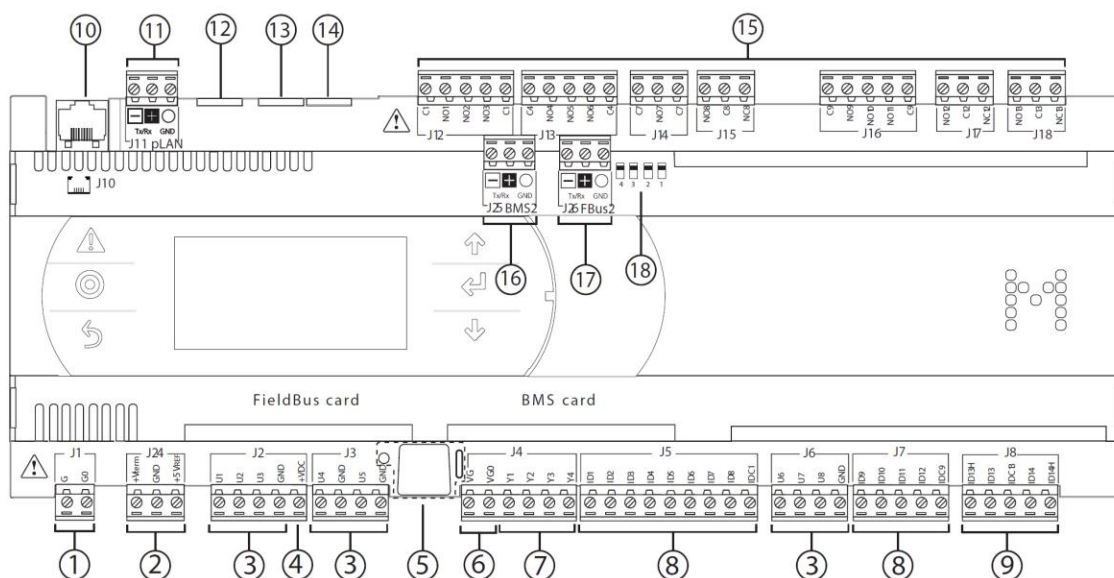 10 11 12 13 14 15
C1 NO1 NO2 NO3 C1 C4 NO4 NO5 NO6 C4 C7 NO7 C7 NO8 C8 NC8 C9 NO9 NO10 NO11 C9 NO12 C12 NC12 NO13 C13 NC13
Tx/Rx GND
J11 pLAN
J12 J13 J14 J15 J16 J17 J18
J10
4 3 2 1
Tx/Rx GND Tx/Rx GND
J25 BMS2 J26 FBus2
16 17 18
FieldBus card BMS card
J1 J24 J2 J3 J4 J5 J6 J7 J8
G G0 +Vterm GND +5VREF U1 U2 U3 GND +VDC U4 GND U5 GND VG VG0 Y1 Y2 Y3 Y4 ID1 ID2 ID3 ID4 ID5 ID6 ID7 ID8 IDC1 U6 U7 U8 GND ID9 ID10 ID11 ID12 IDC9 ID13H ID13 IDC13 ID14 ID14H
1 2 3 4 3 5 6 7 8 3 8 9